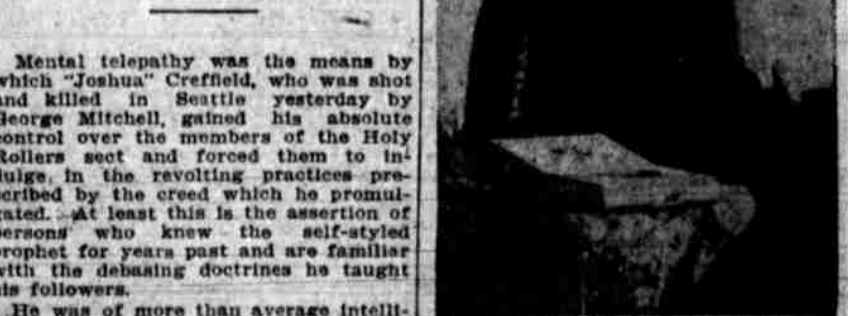 Mental telepathy was the means by
which "Joshua" Creffield, who was shot
and killed in Seattle yesterday by
George Mitchell, gained his absolute
control over the members of the Holy
Rollers sect and forced them to in-
dulge, in the revolting practices pre-
scribed by the creed which he promul-
gated. At least this is the assertion of
persons who knew the self-styled
prophet for years past and are familiar
with the debasing doctrines he taught
his followers.
He was of more than average intelli-